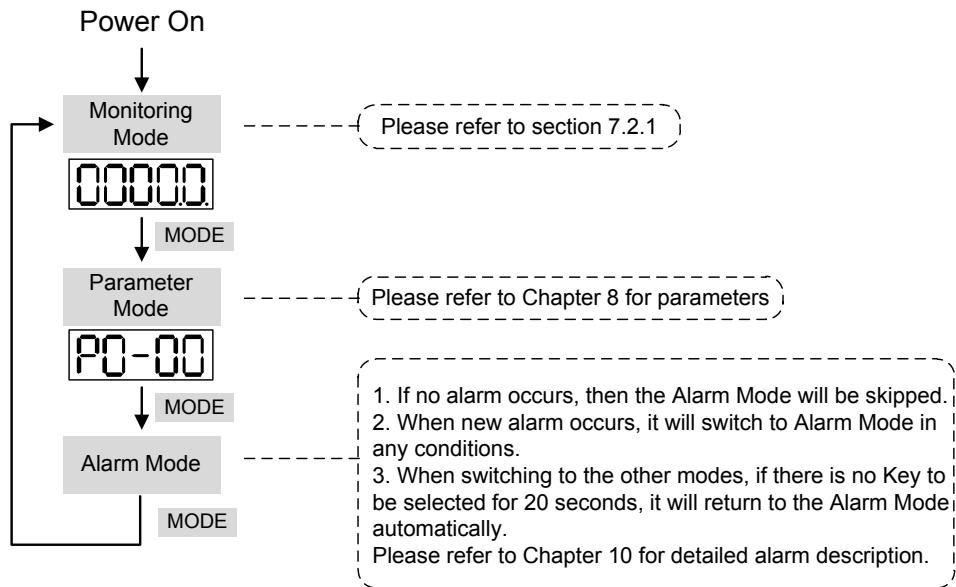 Power On
Monitoring
Mode
Please refer to section 7.2.1
0000.0.
MODE
Parameter
Mode
Please refer to Chapter 8 for parameters
P0-00
MODE
Alarm Mode
1. If no alarm occurs, then the Alarm Mode will be skipped.
2. When new alarm occurs, it will switch to Alarm Mode in
any conditions.
3. When switching to the other modes, if there is no Key to
be selected for 20 seconds, it will return to the Alarm Mode
automatically.
Please refer to Chapter 10 for detailed alarm description.
MODE